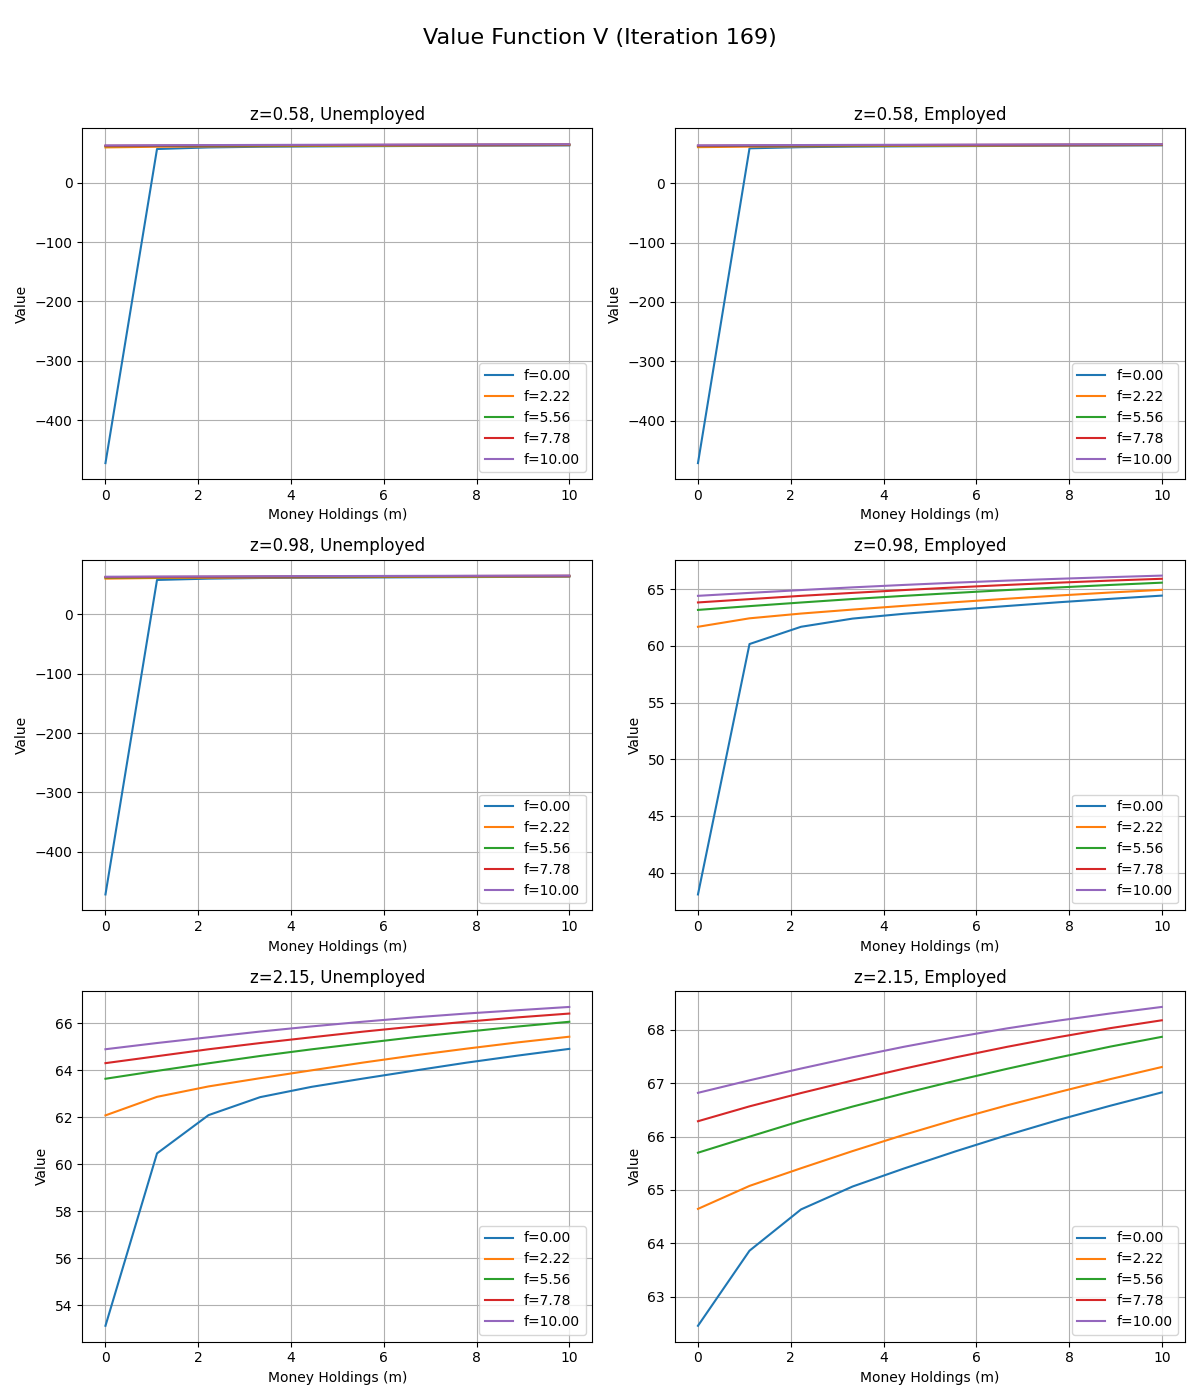 Value Function V (Iteration 169)
z=0.58, Unemployed
0
−100
−200
−300
−400
Value
0 2 4 6 8 10
Money Holdings (m)
f=0.00
f=2.22
f=5.56
f=7.78
f=10.00
z=0.58, Employed
0
−100
−200
−300
−400
Value
0 2 4 6 8 10
Money Holdings (m)
f=0.00
f=2.22
f=5.56
f=7.78
f=10.00
z=0.98, Unemployed
0
−100
−200
−300
−400
Value
0 2 4 6 8 10
Money Holdings (m)
f=0.00
f=2.22
f=5.56
f=7.78
f=10.00
z=0.98, Employed
65
60
55
50
45
40
Value
0 2 4 6 8 10
Money Holdings (m)
f=0.00
f=2.22
f=5.56
f=7.78
f=10.00
z=2.15, Unemployed
66
64
62
60
58
56
54
Value
0 2 4 6 8 10
Money Holdings (m)
f=0.00
f=2.22
f=5.56
f=7.78
f=10.00
z=2.15, Employed
68
67
66
65
64
63
Value
0 2 4 6 8 10
Money Holdings (m)
f=0.00
f=2.22
f=5.56
f=7.78
f=10.00